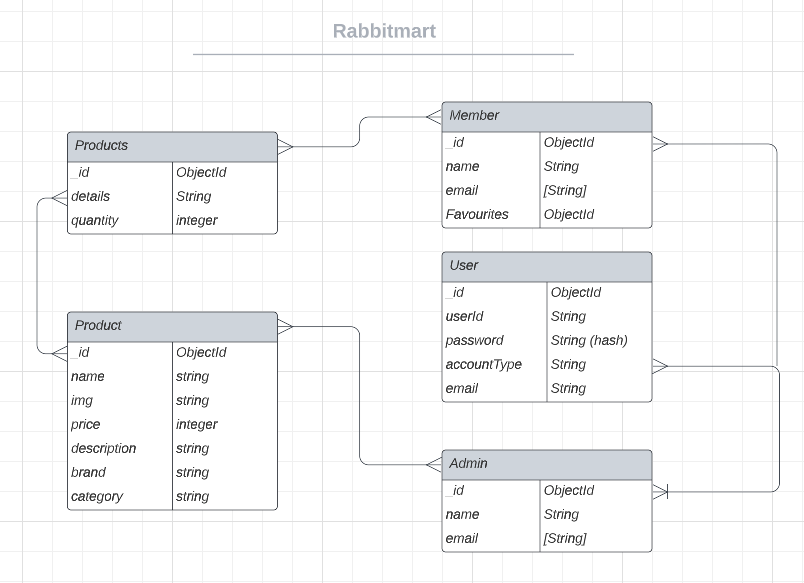 Rabbitmart
Products
_id ObjectId
details String
quantity integer
Product
_id ObjectId
name string
img string
price integer
description string
brand string
category string
Member
_id ObjectId
name String
email [String]
Favourites ObjectId
User
_id ObjectId
userId String
password String (hash)
accountType String
email String
Admin
_id ObjectId
name String
email [String]